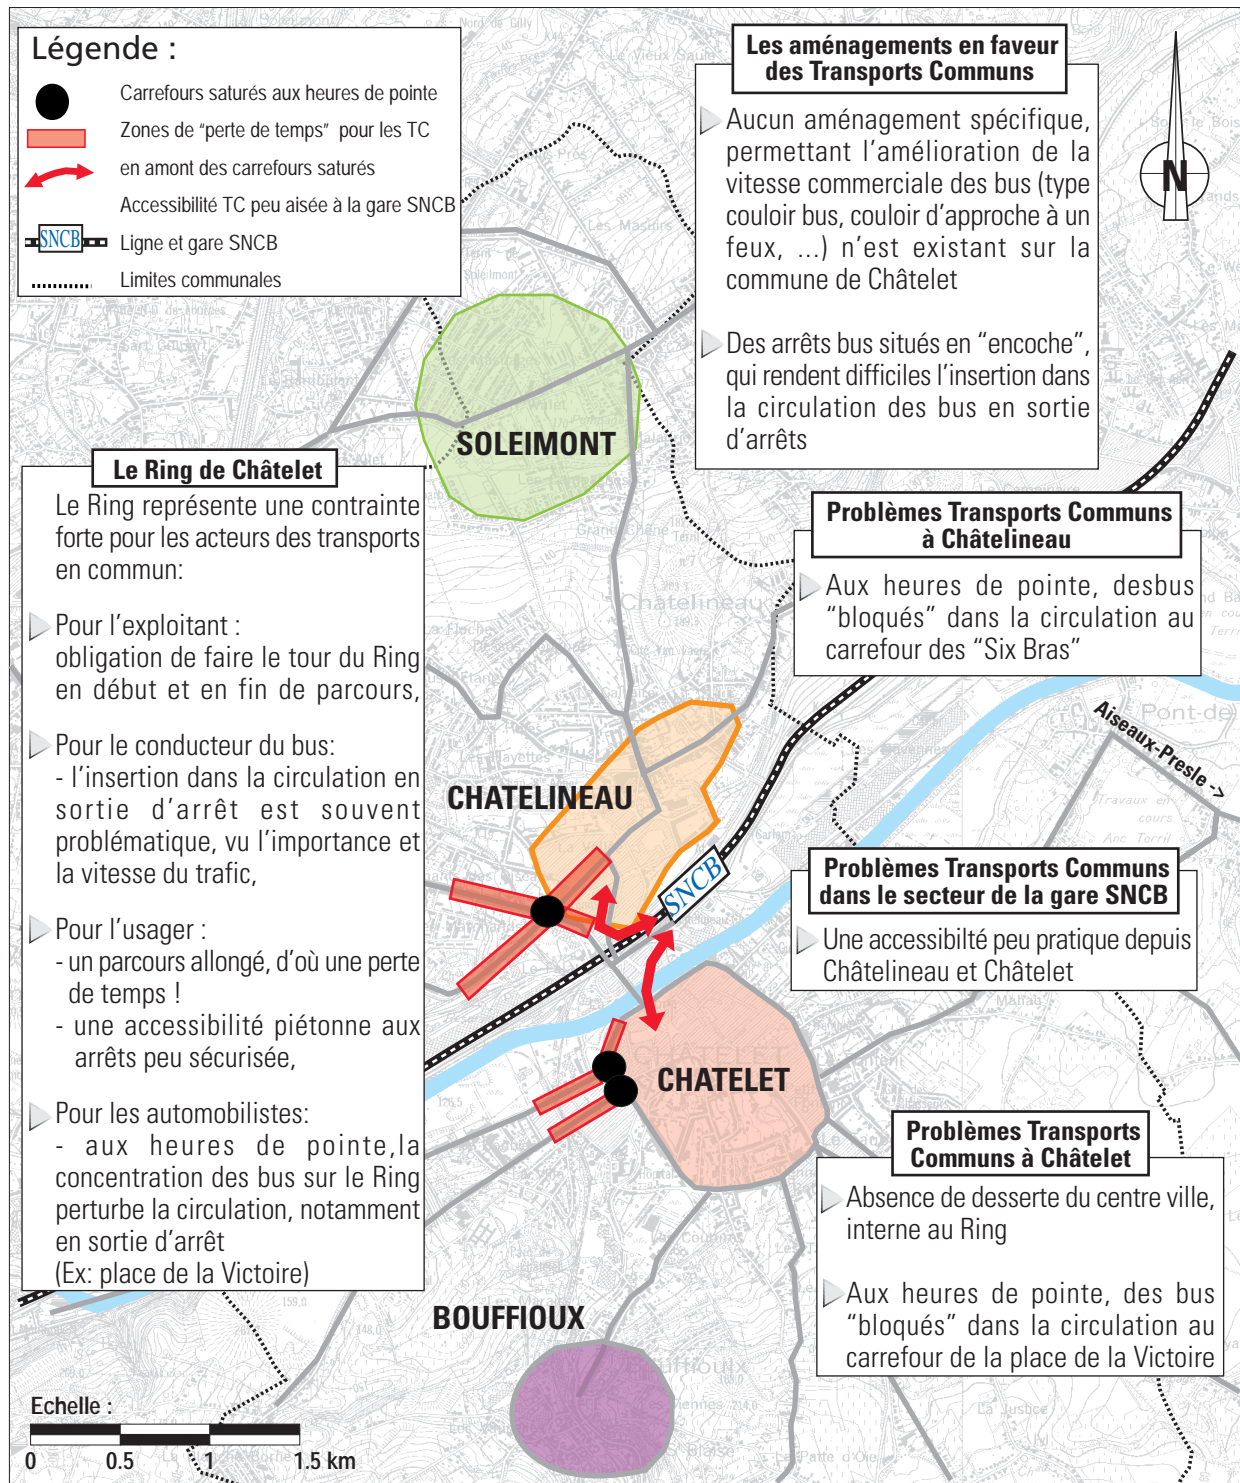 Légende :
Carrefours saturés aux heures de pointe
Zones de “perte de temps” pour les TC
en amont des carrefours saturés
Accessibilité TC peu aisée à la gare SNCB
SNCB
Ligne et gare SNCB
Limites communales
Les aménagements en faveur
des Transports Communs
Aucun aménagement spécifique,
permettant l’amélioration de la
vitesse commerciale des bus (type
couloir bus, couloir d’approche à un
feux, ...) n’est existant sur la
commune de Châtelet
Des arrêts bus situés en “encoche”,
qui rendent difficiles l’insertion dans
la circulation des bus en sortie
d’arrêts
N
SOLEIMONT
Le Ring de Châtelet
Le Ring représente une contrainte
forte pour les acteurs des transports
en commun:
Pour l’exploitant :
obligation de faire le tour du Ring
en début et en fin de parcours,
Pour le conducteur du bus:
- l’insertion dans la circulation en
sortie d’arrêt est souvent
problématique, vu l’importance et
la vitesse du trafic,
Pour l’usager :
- un parcours allongé, d’où une perte
de temps !
- une accessibilité piétonne aux
arrêts peu sécurisée,
Pour les automobilistes:
- aux heures de pointe,la
concentration des bus sur le Ring
perturbe la circulation, notamment
en sortie d’arrêt
(Ex: place de la Victoire)
Problèmes Transports Communs
à Châtelineau
Aux heures de pointe, desbus
“bloqués” dans la circulation au
carrefour des “Six Bras”
Châtelineau
Pont-de
Aiseaux-Presle ->
Travaux en
cours
CHATELINEAU
SNCB
Problèmes Transports Communs
dans le secteur de la gare SNCB
Une accessibilté peu pratique depuis
Châtelineau et Châtelet
CHATELET
Problèmes Transports
Communs à Châtelet
Absence de desserte du centre ville,
interne au Ring
Aux heures de pointe, des bus
“bloqués” dans la circulation au
carrefour de la place de la Victoire
BOUFFIOUX
Bouffioulx
La Justice
Echelle :
0 0.5 1 1.5 km